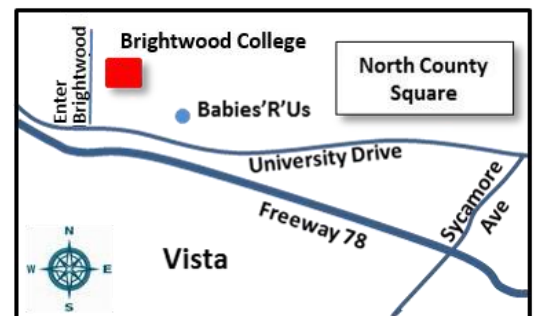 Brightwood College
North County
Square
Enter
Brightwood
Babies'R'Us
University Drive
Sycamore
Ave
Freeway 78
Vista
N
W
E
S